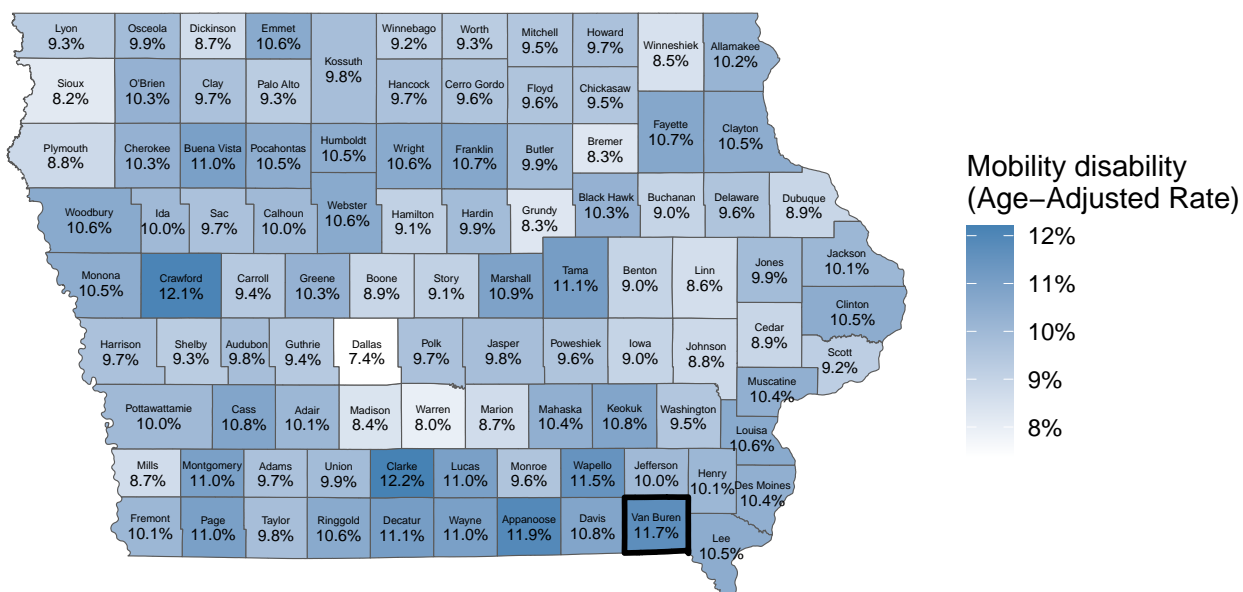 Lyon
9.3%
Osceola
9.9%
Dickinson
8.7%
Emmet
10.6%
Kossuth
9.8%
Winnebago
9.2%
Worth
9.3%
Mitchell
9.5%
Howard
9.7%
Winneshiek
8.5%
Allamakee
10.2%
Sioux
8.2%
O'Brien
10.3%
Clay
9.7%
Palo Alto
9.3%
Hancock
9.7%
Cerro Gordo
9.6%
Floyd
9.6%
Chickasaw
9.5%
Fayette
10.7%
Clayton
10.5%
Plymouth
8.8%
Cherokee
10.3%
Buena Vista
11.0%
Pocahontas
10.5%
Humboldt
10.5%
Wright
10.6%
Franklin
10.7%
Butler
9.9%
Bremer
8.3%
Woodbury
10.6%
Ida
10.0%
Sac
9.7%
Calhoun
10.0%
Webster
10.6%
Hamilton
9.1%
Hardin
9.9%
Grundy
8.3%
Black Hawk
10.3%
Buchanan
9.0%
Delaware
9.6%
Dubuque
8.9%
Monona
10.5%
Crawford
12.1%
Carroll
9.4%
Greene
10.3%
Boone
8.9%
Story
9.1%
Marshall
10.9%
Tama
11.1%
Benton
9.0%
Linn
8.6%
Jones
9.9%
Jackson
10.1%
Clinton
10.5%
Harrison
9.7%
Shelby
9.3%
Audubon
9.8%
Guthrie
9.4%
Dallas
7.4%
Polk
9.7%
Jasper
9.8%
Poweshiek
9.6%
Iowa
9.0%
Johnson
8.8%
Cedar
8.9%
Scott
9.2%
Muscatine
10.4%
Pottawattamie
10.0%
Cass
10.8%
Adair
10.1%
Madison
8.4%
Warren
8.0%
Marion
8.7%
Mahaska
10.4%
Keokuk
10.8%
Washington
9.5%
Louisa
10.6%
Mills
8.7%
Montgomery
11.0%
Adams
9.7%
Union
9.9%
Clarke
12.2%
Lucas
11.0%
Monroe
9.6%
Wapello
11.5%
Jefferson
10.0%
Henry
10.1%
Des Moines
10.4%
Fremont
10.1%
Page
11.0%
Taylor
9.8%
Ringgold
10.6%
Decatur
11.1%
Wayne
11.0%
Appanoose
11.9%
Davis
10.8%
Van Buren
11.7%
Lee
10.5%
Mobility disability
(Age−Adjusted Rate)
12%
11%
10%
9%
8%